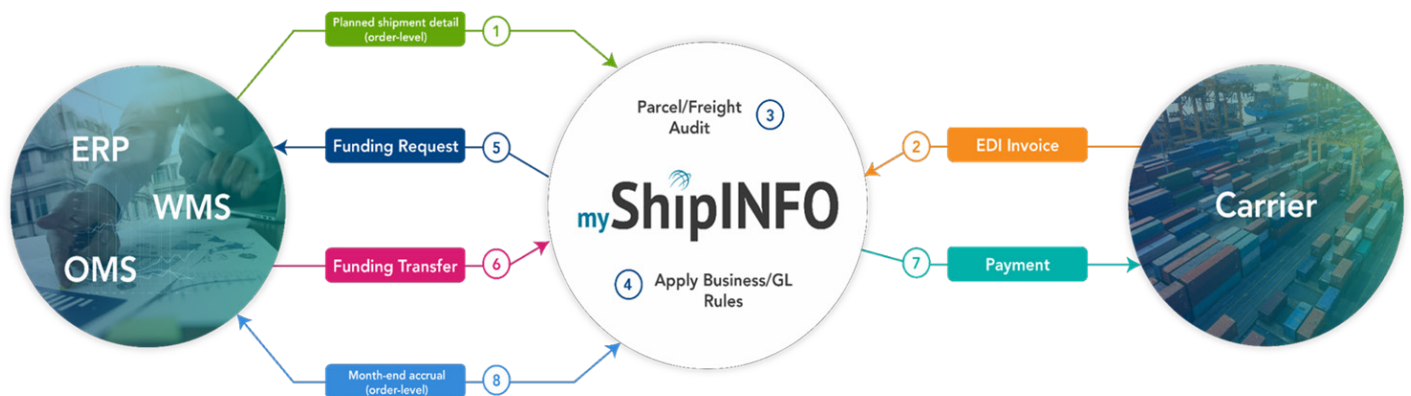 Planned shipment detail
(order-level)
1
Parcel/Freight
Audit
3
ERP
Funding Request
5
2
EDI Invoice
WMS
myShipINFO
Carrier
OMS
Funding Transfer
6
4
Apply Business/GL
Rules
7
Payment
Month-end accrual
(order-level)
8